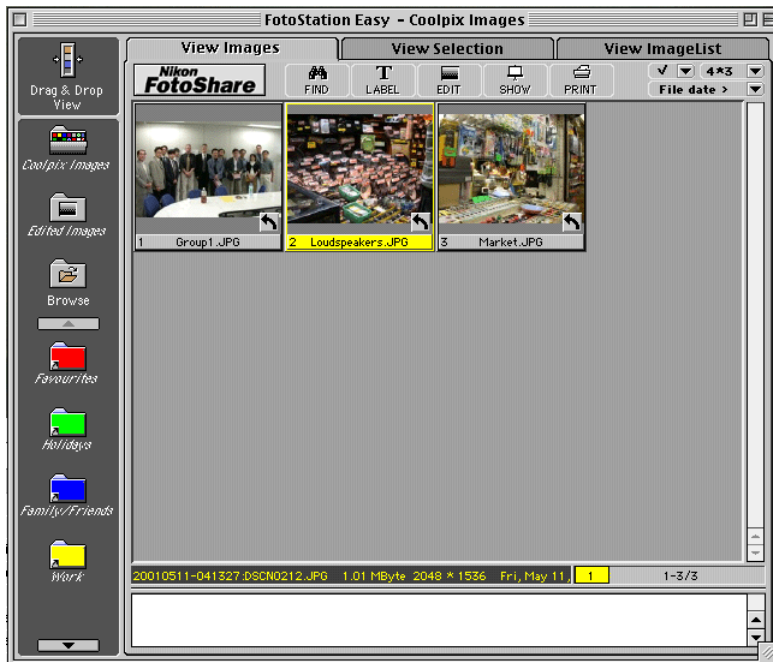 FotoStation Easy - Coolpix Images
Drag & Drop
View
Coolpix Images
Edited Images
Browse
Favourites
Holidays
Family/Friends
Work
View Images
View Selection
View ImageList
Nikon
FotoShare
FIND
LABEL
EDIT
SHOW
PRINT
4*3
File date >
1 Group1.JPG
2 Loudspeakers.JPG
3 Market.JPG
20010511-041327:DSCN0212.JPG 1.01 MByte 2048 * 1536 Fri, May 11,
1
1-3/3